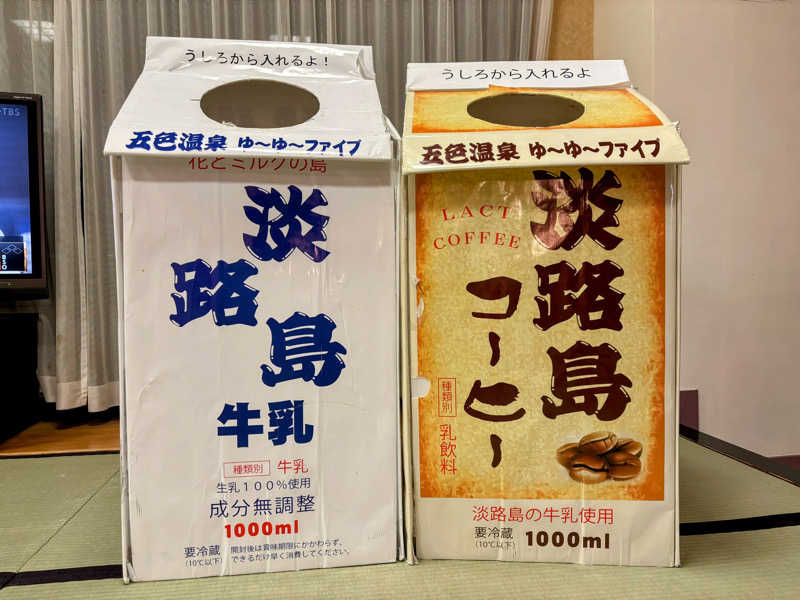 TBS
うしろから入れるよ！
五色温泉 ゆ～ゆ～ファイブ
花とミルクの島
淡路島
牛乳
種類別 牛乳
生乳100％使用
成分無調整
1000ml
要冷蔵
(10℃以下)
開封後は賞味期限にかかわらず、
できるだけ早く消費してください。
うしろから入れるよ
五色温泉 ゆ～ゆ～ファイブ
LACT
COFFEE
淡路島
コーヒー
種類別
乳飲料
淡路島の牛乳使用
要冷蔵
(10℃以下)
1000ml